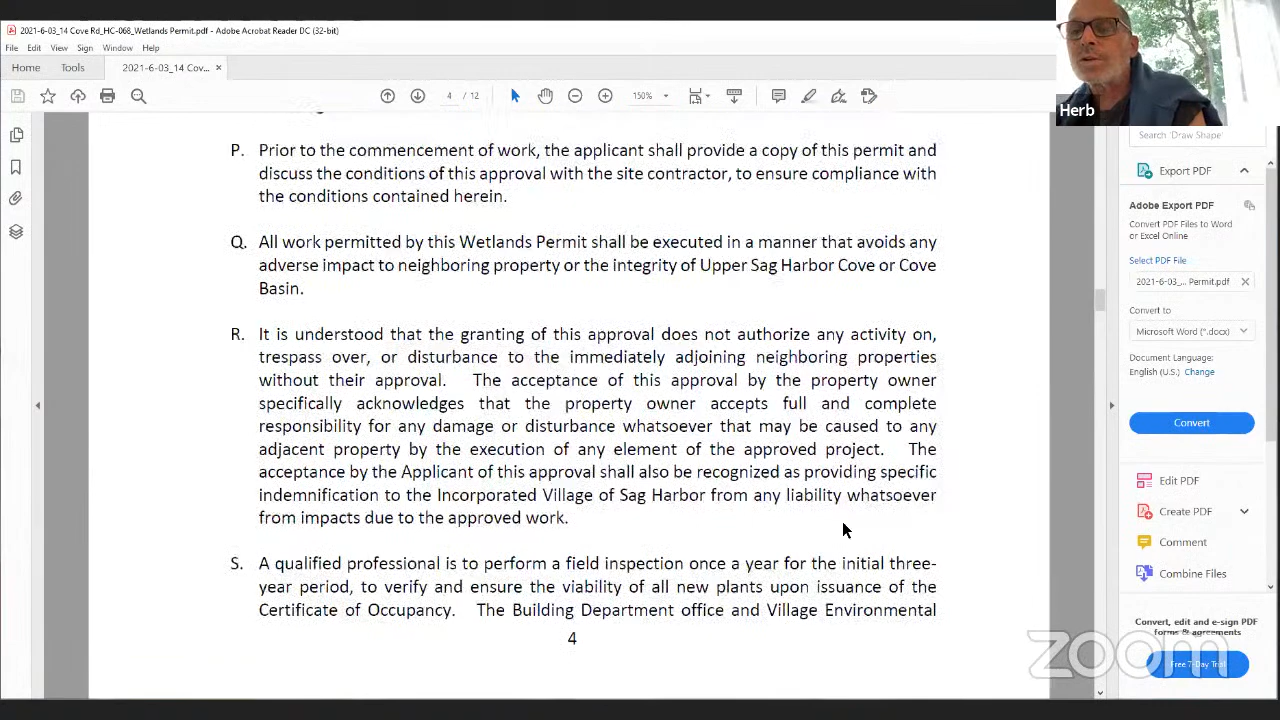 2021-6-03_14 Cove Rd_HC-068_Wetlands Permit.pdf - Adobe Acrobat Reader DC (32-bit)
File Edit View Sign Window Help
Home Tools 2021-6-03_14 Cov... ×
4 / 12 150%
Herb
P. Prior to the commencement of work, the applicant shall provide a copy of this permit and
discuss the conditions of this approval with the site contractor, to ensure compliance with
the conditions contained herein.
Q. All work permitted by this Wetlands Permit shall be executed in a manner that avoids any
adverse impact to neighboring property or the integrity of Upper Sag Harbor Cove or Cove
Basin.
R. It is understood that the granting of this approval does not authorize any activity on,
trespass over, or disturbance to the immediately adjoining neighboring properties
without their approval. The acceptance of this approval by the property owner
specifically acknowledges that the property owner accepts full and complete
responsibility for any damage or disturbance whatsoever that may be caused to any
adjacent property by the execution of any element of the approved project. The
acceptance by the Applicant of this approval shall also be recognized as providing specific
indemnification to the Incorporated Village of Sag Harbor from any liability whatsoever
from impacts due to the approved work.
S. A qualified professional is to perform a field inspection once a year for the initial three-
year period, to verify and ensure the viability of all new plants upon issuance of the
Certificate of Occupancy. The Building Department office and Village Environmental
4
Search 'Draw Shape'
Export PDF
Adobe Export PDF
Convert PDF Files to Word
or Excel Online
Select PDF File
2021-6-03_... Permit.pdf
Convert to
Microsoft Word (*.docx)
Document Language:
English (U.S.) Change
Convert
Edit PDF
Create PDF
Comment
Combine Files
Convert, edit and e-sign PDF
forms & agreements
Free 7-Day Trial
zoom